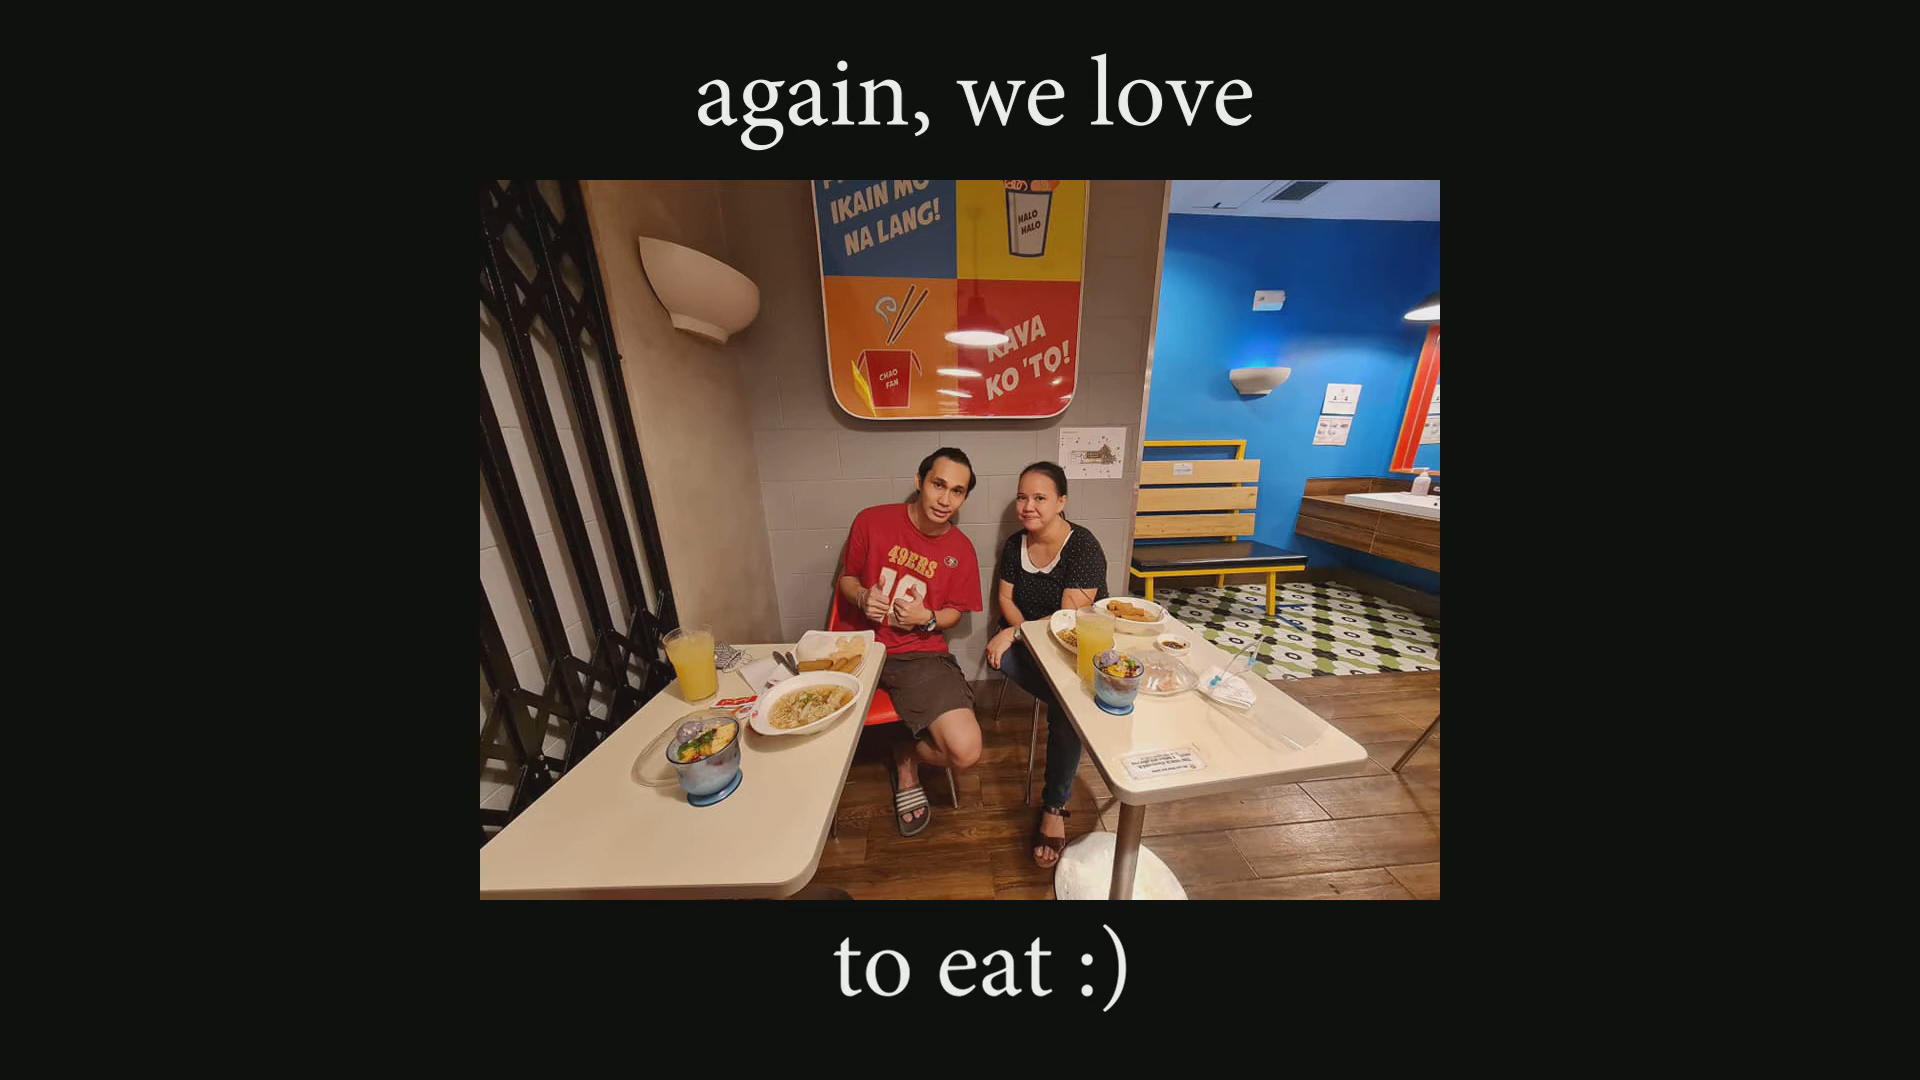 again, we love
IKAIN MO
NA LANG!
HALO
HALO
CHAO
FAN
KAYA
KO 'TO!
49ERS
to eat :)